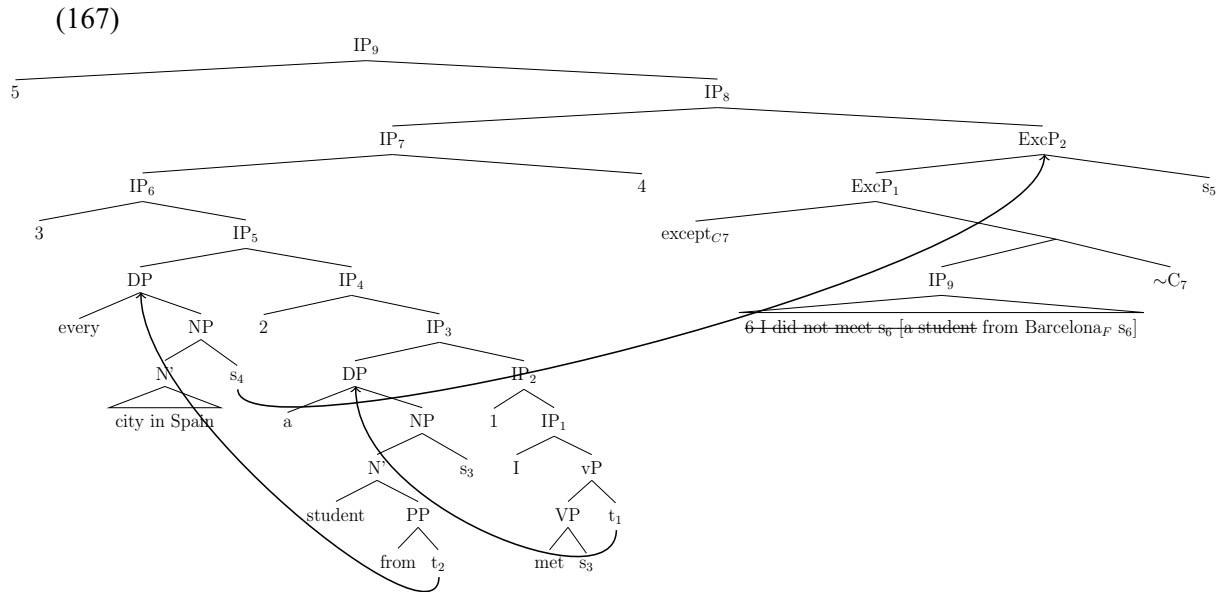 (167)
IP₉
5 IP₈
IP₇ ExcP₂
IP₆ 4 ExcP₁ s₅
3 IP₅ except_C7
DP IP₄ IP₉ ~C₇
every NP 2 IP₃ 6 I did not meet s₆ [a student from Barcelona_F s₆]
N' s₄ DP IP₂
city in Spain a NP 1 IP₁
N' s₃ I vP
student PP VP t₁
from t₂ met s₃